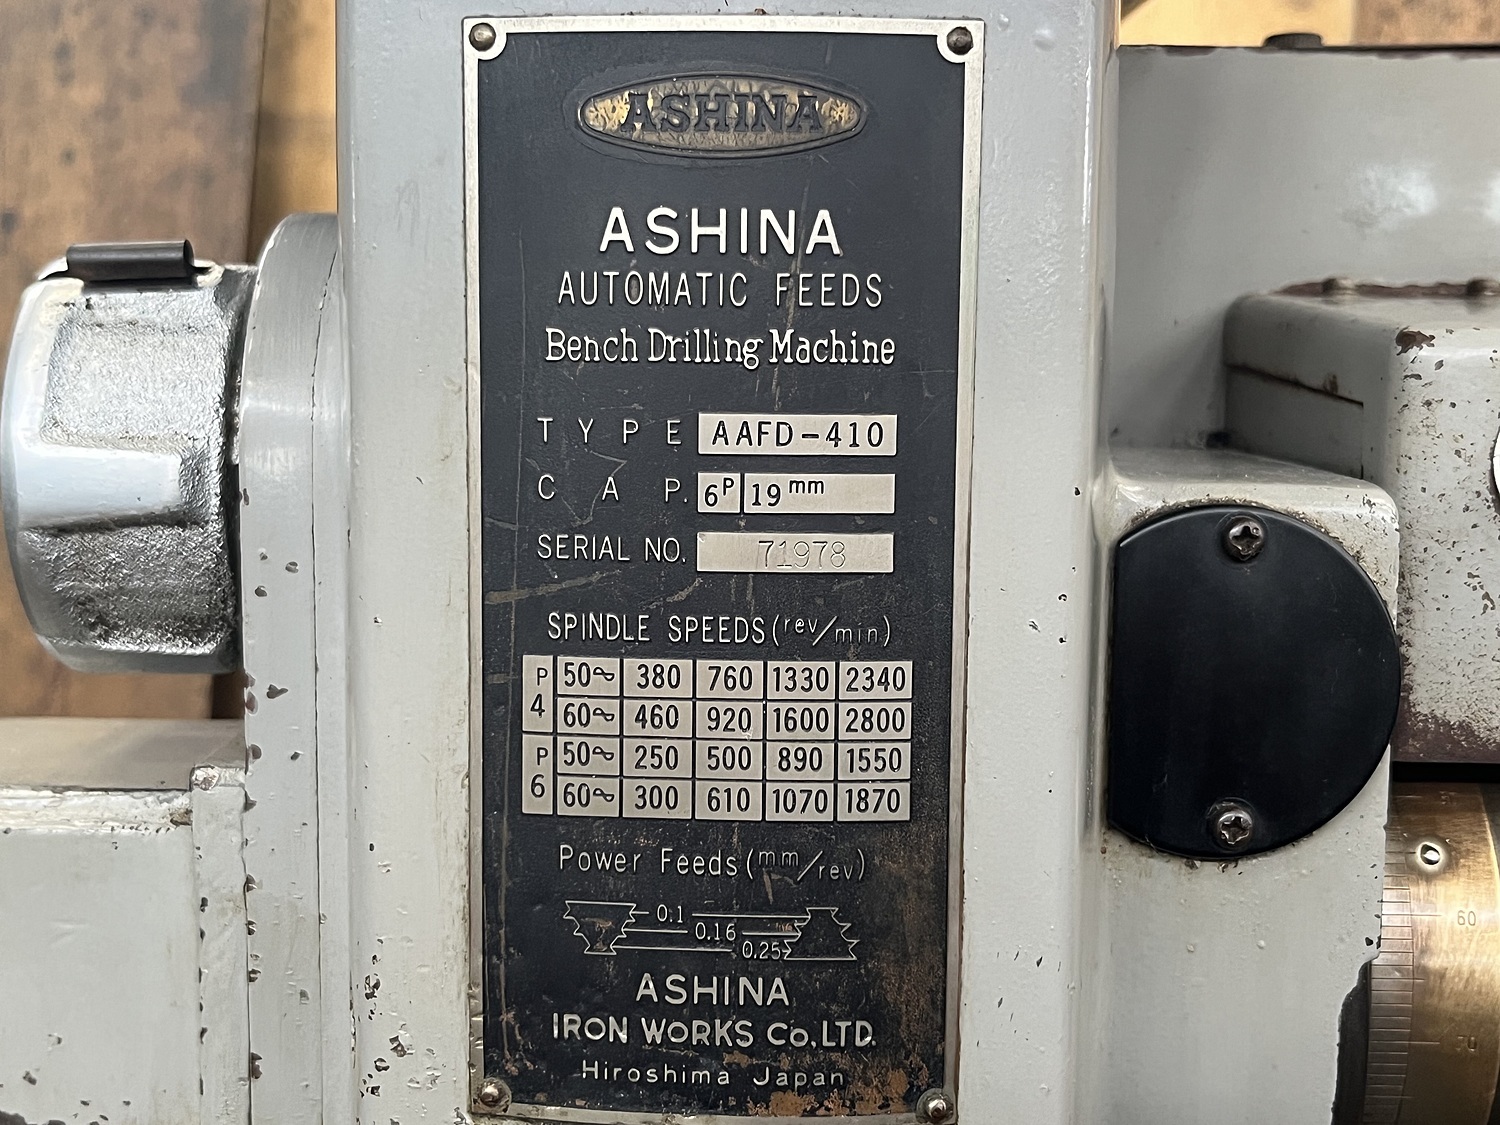 ASHINA
ASHINA
AUTOMATIC FEEDS
Bench Drilling Machine
TYPE AAFD-410
CAP. 6P 19mm
SERIAL NO. 71978
SPINDLE SPEEDS (rev/min)
P 4 50~ 380 760 1330 2340
60~ 460 920 1600 2800
P 6 50~ 250 500 890 1550
60~ 300 610 1070 1870
Power Feeds (mm/rev)
0.1
0.16
0.25
ASHINA
IRON WORKS Co,LTD.
Hiroshima Japan
60
70